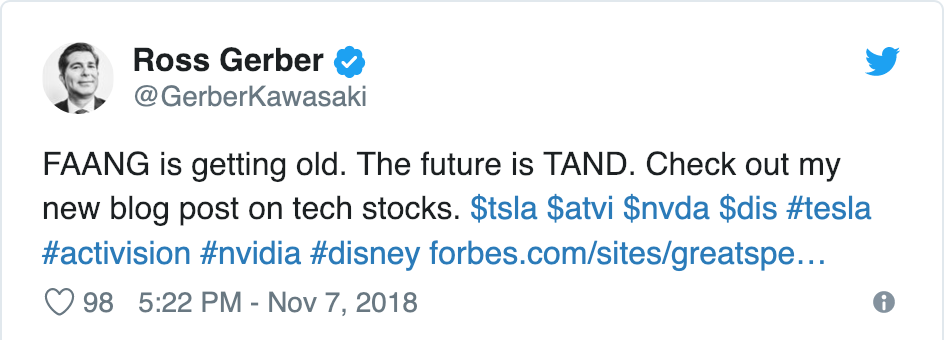 Ross Gerber
@GerberKawasaki
FAANG is getting old. The future is TAND. Check out my
new blog post on tech stocks. $tsla $atvi $nvda $dis #tesla
#activision #nvidia #disney forbes.com/sites/greatspe…
98 5:22 PM - Nov 7, 2018